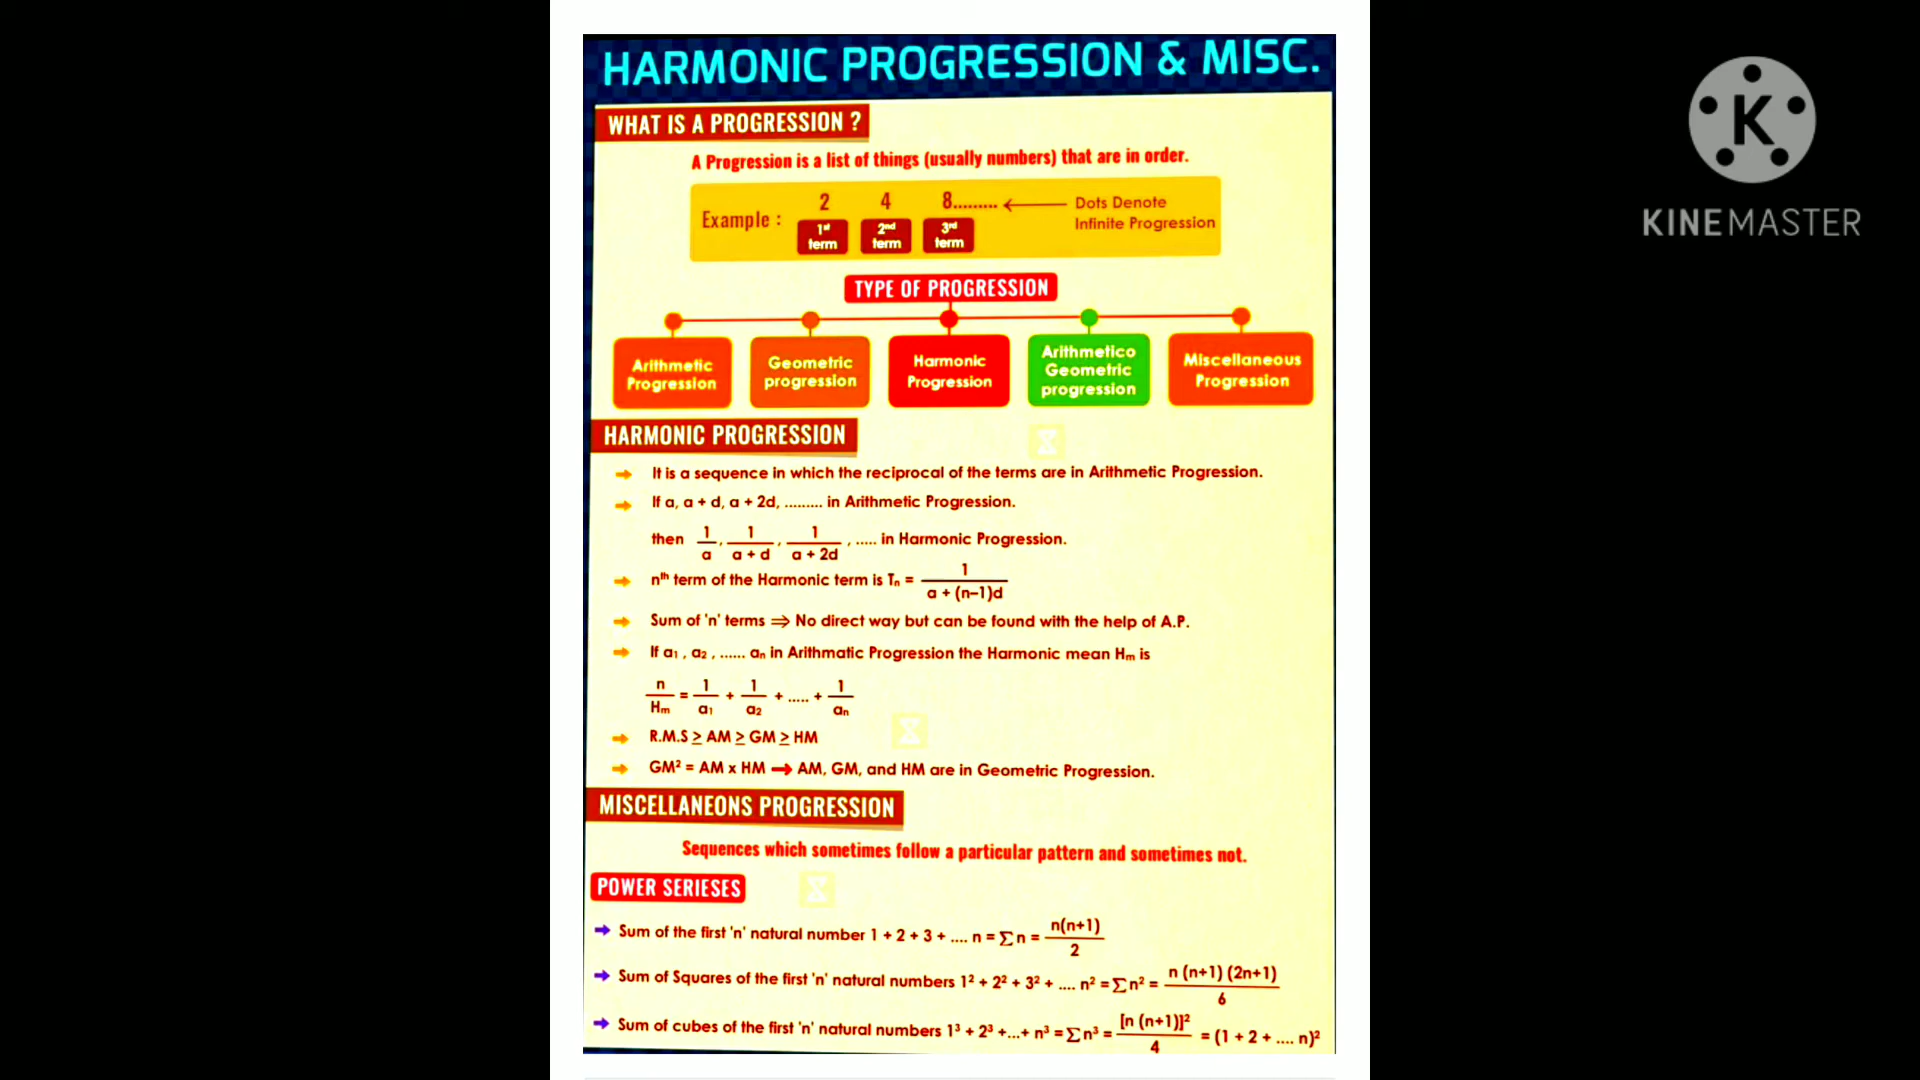 HARMONIC PROGRESSION & MISC.
WHAT IS A PROGRESSION ?
A Progression is a list of things (usually numbers) that are in order.
Example :
2 4 8......... ← Dots Denote
Infinite Progression
1st term 2nd term 3rd term
TYPE OF PROGRESSION
Arithmetic Progression
Geometric progression
Harmonic Progression
Arithmetico Geometric progression
Miscellaneous Progression
HARMONIC PROGRESSION
It is a sequence in which the reciprocal of the terms are in Arithmetic Progression.
If a, a + d, a + 2d, ......... in Arithmetic Progression.
then 1/a, 1/(a + d), 1/(a + 2d), ..... in Harmonic Progression.
nth term of the Harmonic term is Tn = 1/(a + (n–1)d)
Sum of 'n' terms ⇒ No direct way but can be found with the help of A.P.
If a1 , a2 , ...... an in Arithmatic Progression the Harmonic mean Hm is
n/Hm = 1/a1 + 1/a2 + ..... + 1/an
R.M.S ≥ AM ≥ GM ≥ HM
GM² = AM x HM → AM, GM, and HM are in Geometric Progression.
MISCELLANEONS PROGRESSION
Sequences which sometimes follow a particular pattern and sometimes not.
POWER SERIESES
Sum of the first 'n' natural number 1 + 2 + 3 + .... n = ∑n = n(n+1)/2
Sum of Squares of the first 'n' natural numbers 1² + 2² + 3² + .... n² = ∑n² = n (n+1) (2n+1)/6
Sum of cubes of the first 'n' natural numbers 1³ + 2³ +...+ n³ = ∑n³ = [n (n+1)]²/4 = (1 + 2 + .... n)²
K
KINEMASTER